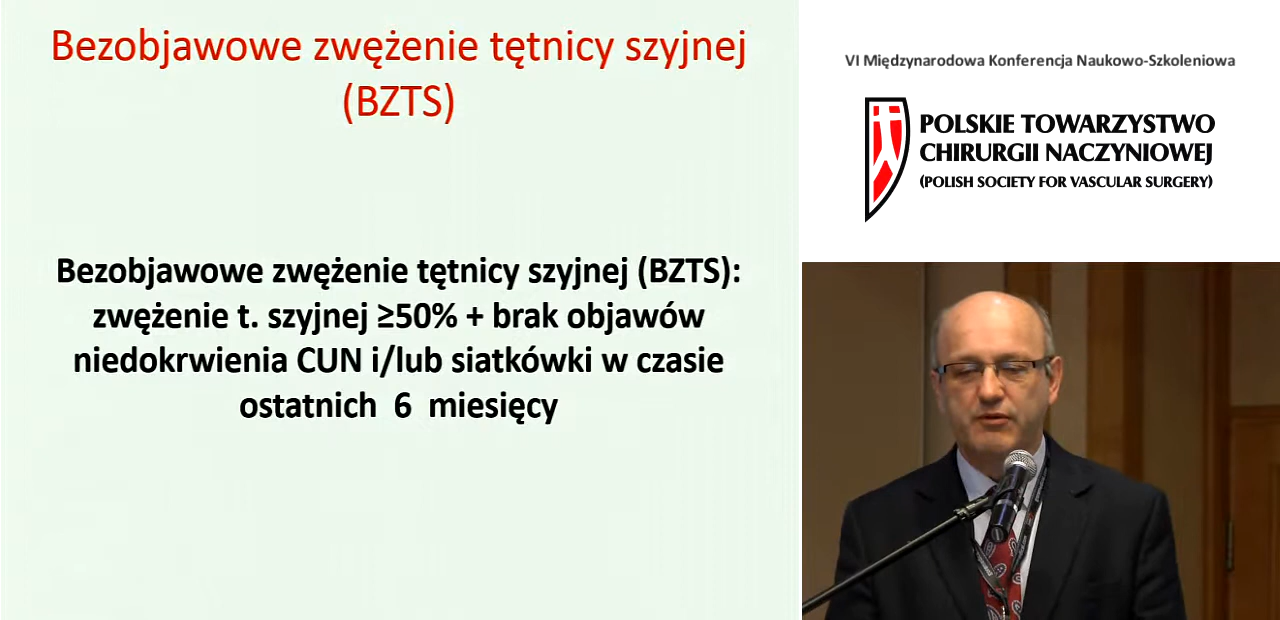 Bezobjawowe zwężenie tętnicy szyjnej
(BZTS)
Bezobjawowe zwężenie tętnicy szyjnej (BZTS):
zwężenie t. szyjnej ≥50% + brak objawów
niedokrwienia CUN i/lub siatkówki w czasie
ostatnich 6 miesięcy
VI Międzynarodowa Konferencja Naukowo-Szkoleniowa
POLSKIE TOWARZYSTWO
CHIRURGII NACZYNIOWEJ
(POLISH SOCIETY FOR VASCULAR SURGERY)